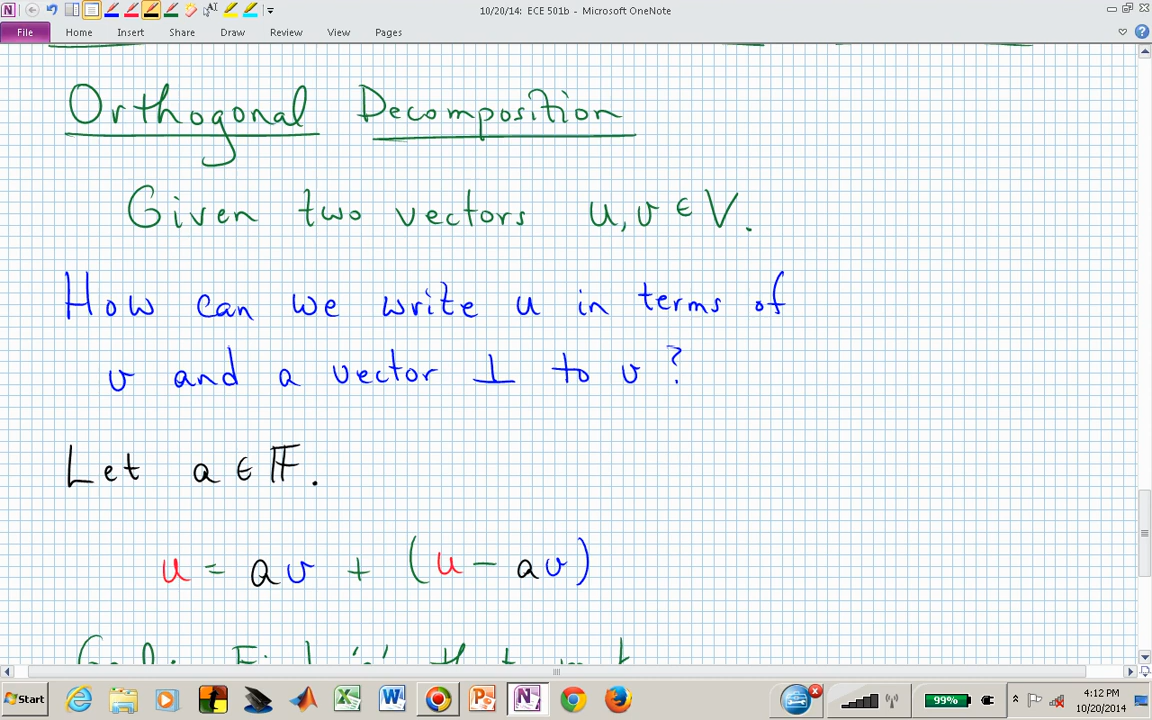 10/20/14: ECE 501b - Microsoft OneNote
File Home Insert Share Draw Review View Pages
Orthogonal Decomposition
Given two vectors u, v ∈ V.
How can we write u in terms of
v and a vector ⊥ to v ?
Let a ∈ 𝔽.
u = av + (u - av)
Start
99%
4:12 PM
10/20/2014